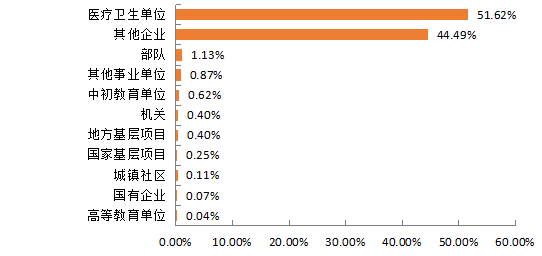 医疗卫生单位 51.62%
其他企业 44.49%
部队 1.13%
其他事业单位 0.87%
中初教育单位 0.62%
机关 0.40%
地方基层项目 0.40%
国家基层项目 0.25%
城镇社区 0.11%
国有企业 0.07%
高等教育单位 0.04%
0.00% 10.00% 20.00% 30.00% 40.00% 50.00% 60.00%